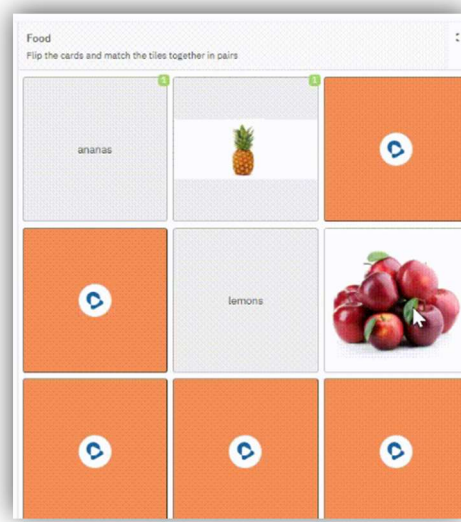 Food
Flip the cards and match the tiles together in pairs
1
1
ananas
lemons